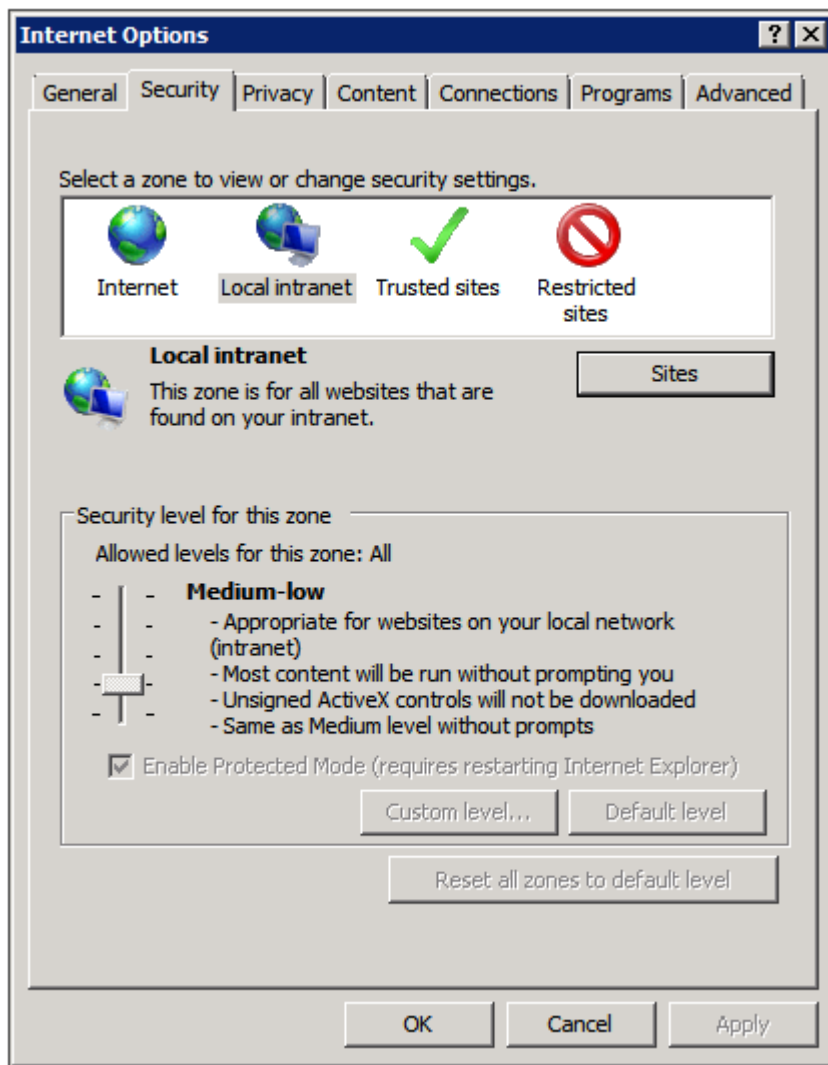 Internet Options
General Security Privacy Content Connections Programs Advanced
Select a zone to view or change security settings.
Internet Local intranet Trusted sites Restricted
sites
Local intranet
Sites
This zone is for all websites that are
found on your intranet.
Security level for this zone
Allowed levels for this zone: All
Medium-low
- Appropriate for websites on your local network
(intranet)
- Most content will be run without prompting you
- Unsigned ActiveX controls will not be downloaded
- Same as Medium level without prompts
Enable Protected Mode (requires restarting Internet Explorer)
Custom level... Default level
Reset all zones to default level
OK Cancel Apply